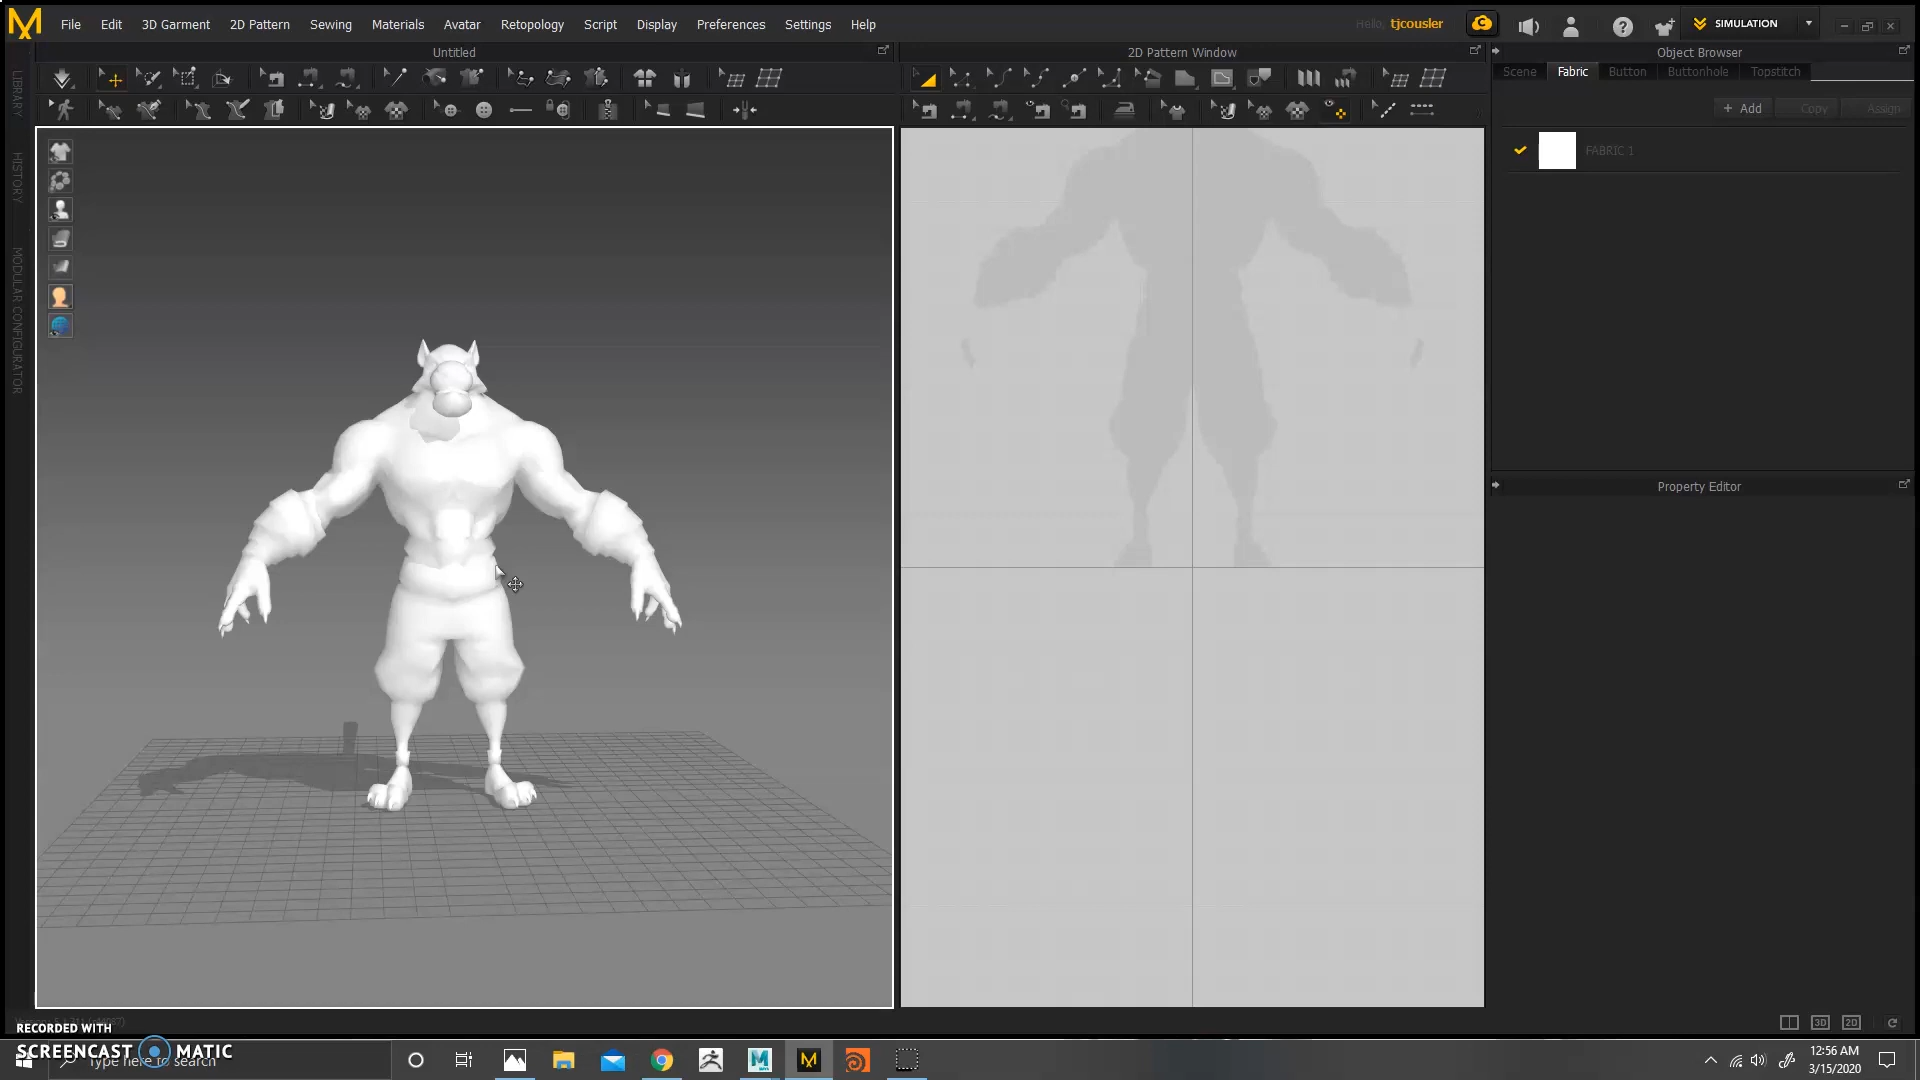 File Edit 3D Garment 2D Pattern Sewing Materials Avatar Retopology Script Display Preferences Settings Help
Hello, tjcousler
SIMULATION
Untitled
2D Pattern Window
Object Browser
Scene Fabric Button Buttonhole Topstitch
+ Add Copy Assign
FABRIC 1
LIBRARY
HISTORY
MODULAR CONFIGURATOR
Property Editor
3D 2D
RECORDED WITH
SCREENCAST MATIC
Type here to search
12:56 AM
3/15/2020